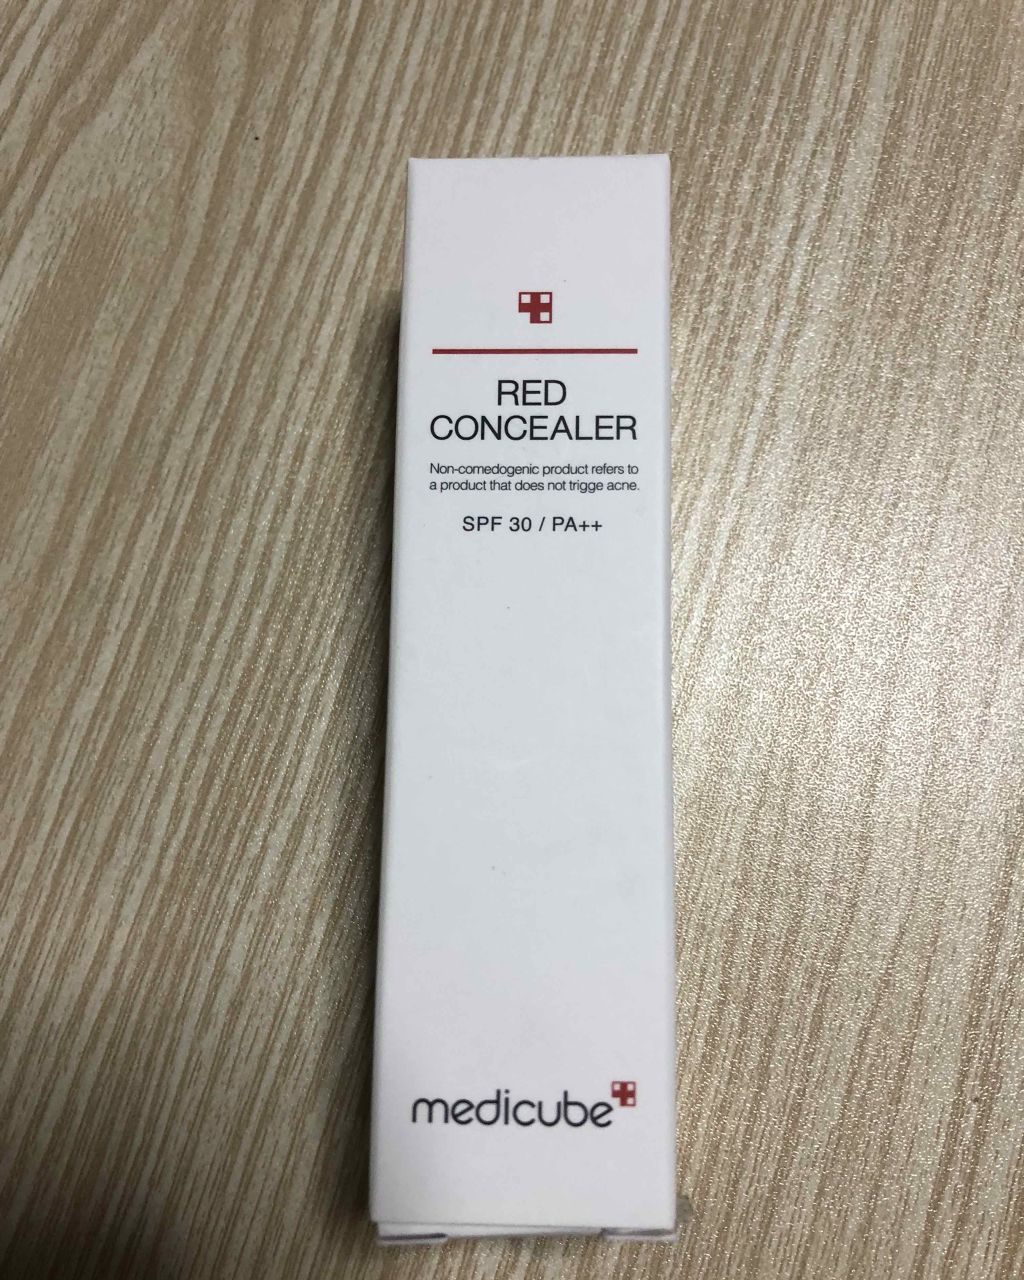 RED
CONCEALER
Non-comedogenic product refers to
a product that does not trigge acne.
SPF 30 / PA++
medicube